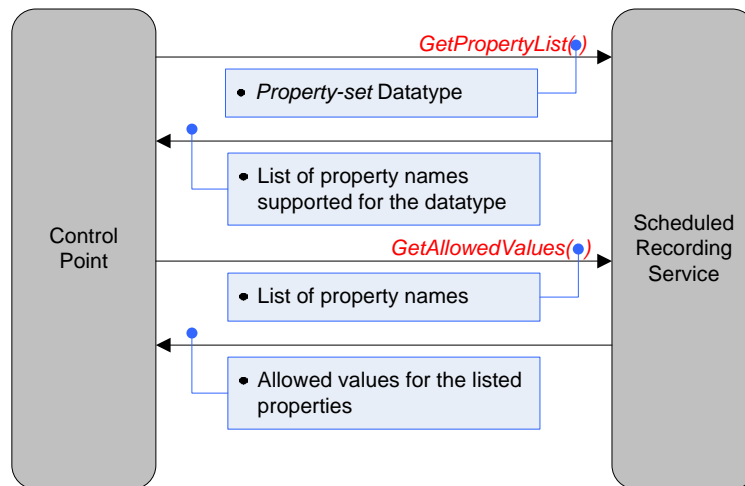 GetPropertyList( )
• Property-set Datatype
• List of property names
supported for the datatype
Control
Point
Scheduled
Recording
Service
GetAllowedValues( )
• List of property names
• Allowed values for the listed
properties